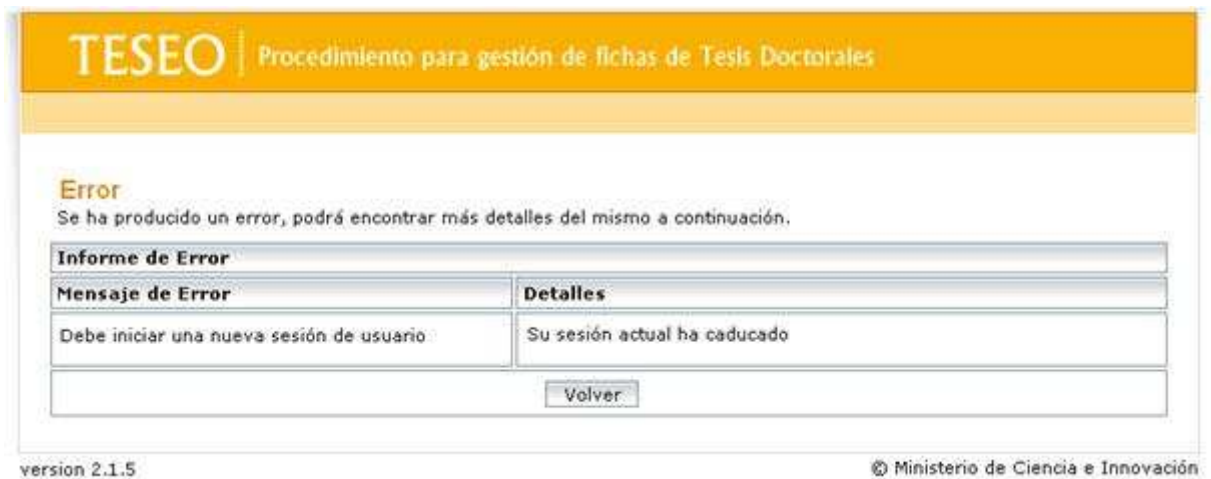 TESEO Procedimiento para gestión de fichas de Tesis Doctorales
Error
Se ha producido un error, podrá encontrar más detalles del mismo a continuación.
Informe de Error
Mensaje de Error Detalles
Debe iniciar una nueva sesión de usuario Su sesión actual ha caducado
Volver
version 2.1.5 © Ministerio de Ciencia e Innovación